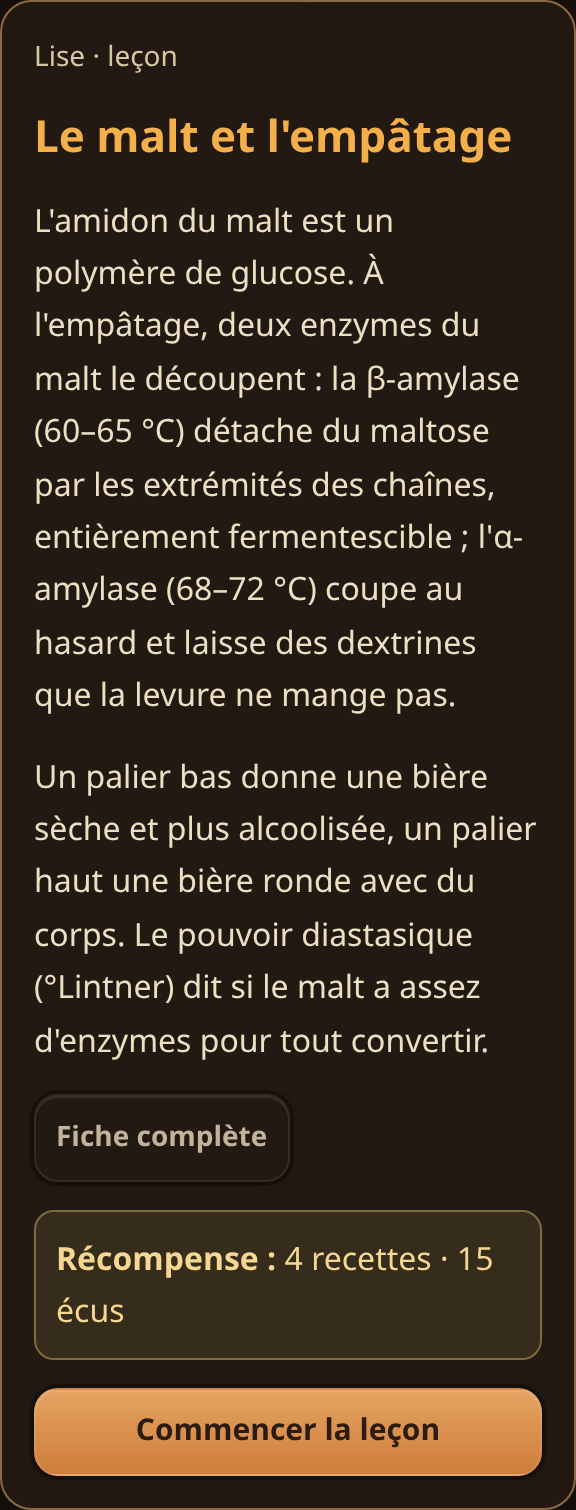 Lise · leçon
Le malt et l'empâtage
L'amidon du malt est un
polymère de glucose. À
l'empâtage, deux enzymes du
malt le découpent : la β-amylase
(60–65 °C) détache du maltose
par les extrémités des chaînes,
entièrement fermentescible ; l'α-
amylase (68–72 °C) coupe au
hasard et laisse des dextrines
que la levure ne mange pas.
Un palier bas donne une bière
sèche et plus alcoolisée, un palier
haut une bière ronde avec du
corps. Le pouvoir diastasique
(°Lintner) dit si le malt a assez
d'enzymes pour tout convertir.
Fiche complète
Récompense : 4 recettes · 15
écus
Commencer la leçon